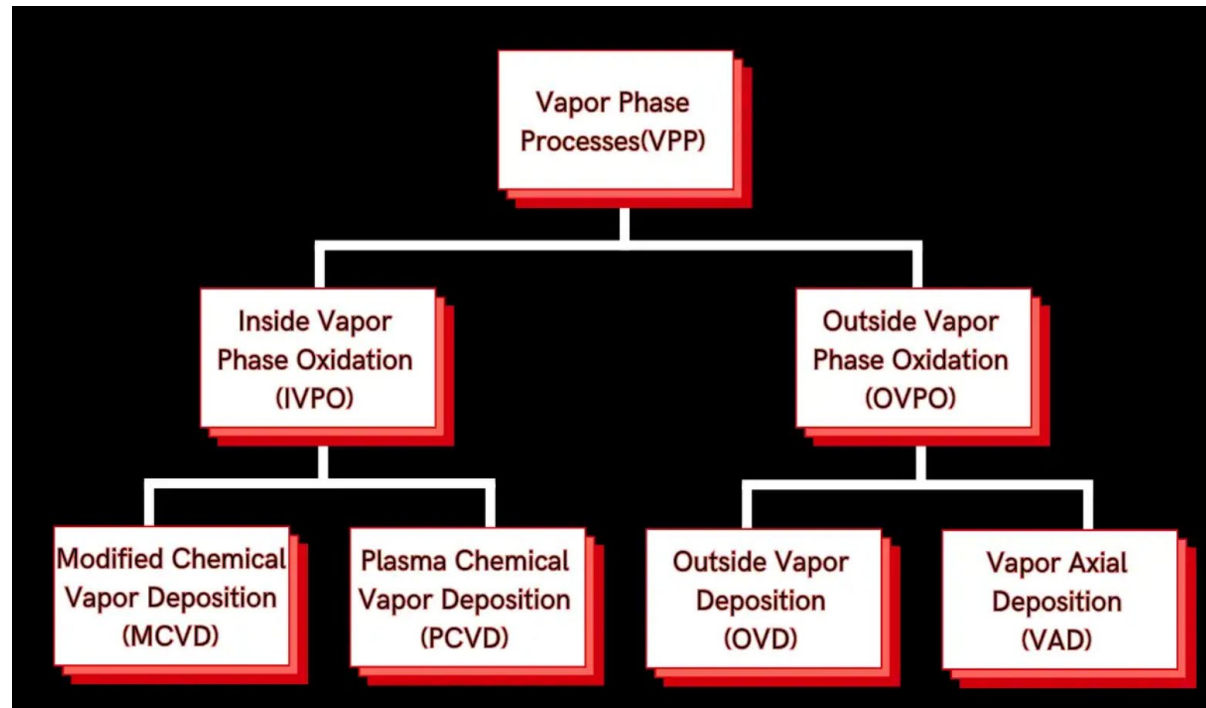 Vapor Phase
Processes(VPP)
Inside Vapor
Phase Oxidation
(IVPO)
Outside Vapor
Phase Oxidation
(OVPO)
Modified Chemical
Vapor Deposition
(MCVD)
Plasma Chemical
Vapor Deposition
(PCVD)
Outside Vapor
Deposition
(OVD)
Vapor Axial
Deposition
(VAD)